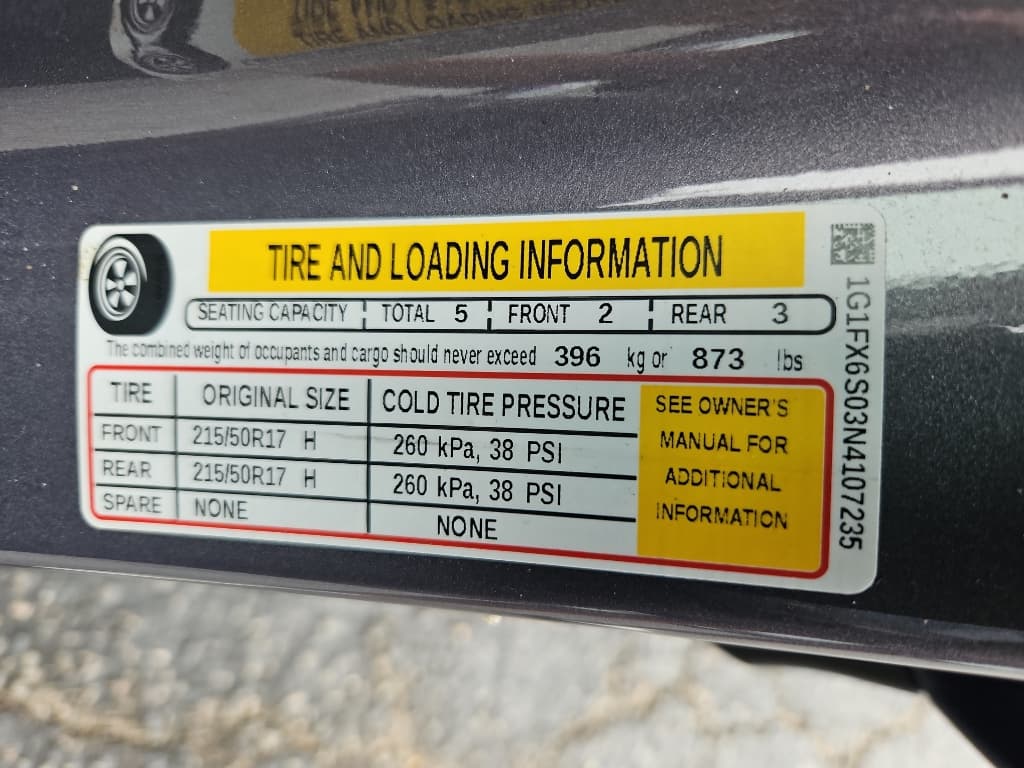 TIRE AND LOADING INFORMATION
SEATING CAPACITY TOTAL 5 FRONT 2 REAR 3
The combined weight of occupants and cargo should never exceed 396 kg or 873 lbs
TIRE ORIGINAL SIZE COLD TIRE PRESSURE
FRONT 215/50R17 H 260 kPa, 38 PSI
REAR 215/50R17 H 260 kPa, 38 PSI
SPARE NONE NONE
SEE OWNER'S
MANUAL FOR
ADDITIONAL
INFORMATION
1G1FX6S03N4107235